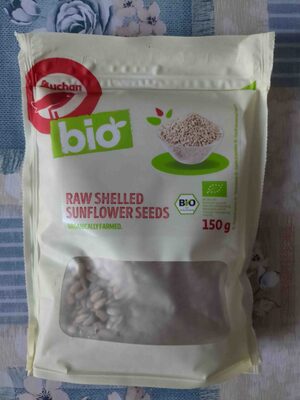 Auchan
bio
RAW SHELLED
SUNFLOWER SEEDS
ORGANICALLY FARMED.
BIO
150 g